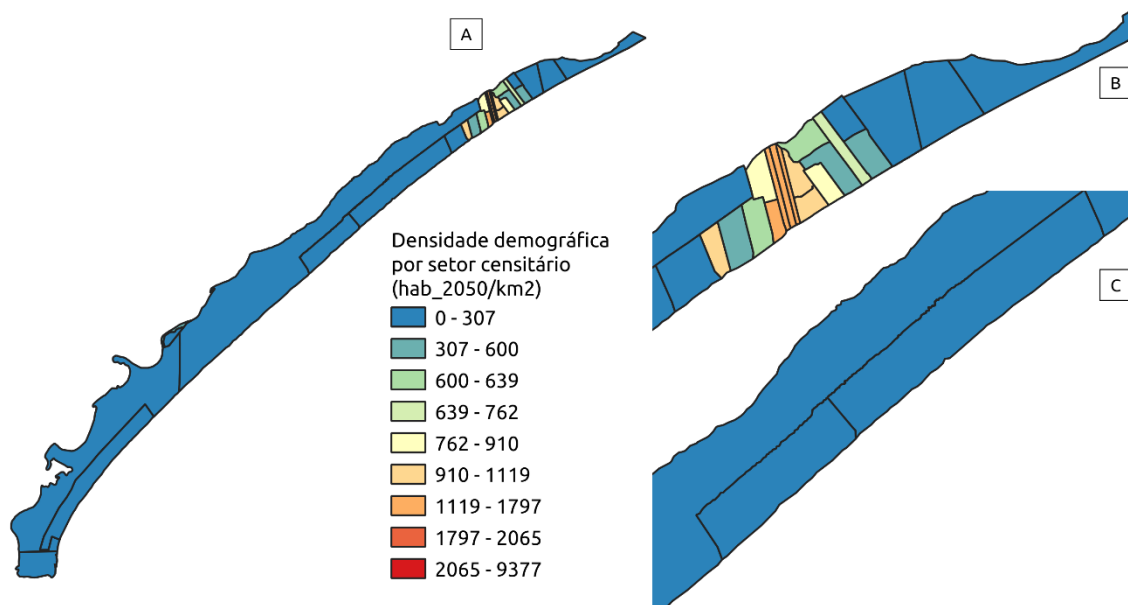 A
B
C
Densidade demográfica
por setor censitário
(hab_2050/km2)
0 - 307
307 - 600
600 - 639
639 - 762
762 - 910
910 - 1119
1119 - 1797
1797 - 2065
2065 - 9377